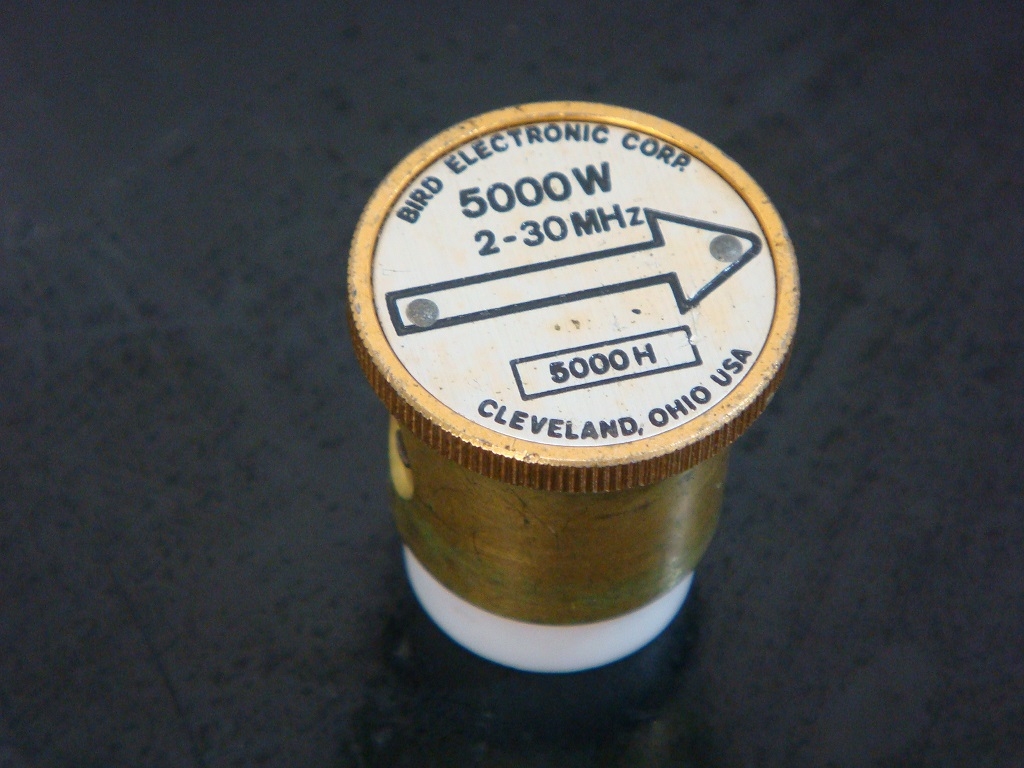 BIRD ELECTRONIC CORP.
5000W
2-30MHz
5000H
CLEVELAND, OHIO USA